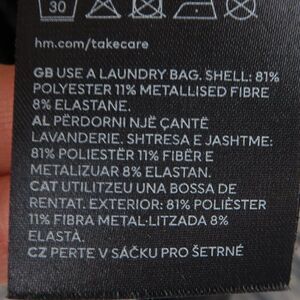 30
hm.com/takecare
GB USE A LAUNDRY BAG. SHELL: 81%
POLYESTER 11% METALLISED FIBRE
8% ELASTANE.
AL PËRDORNI NJË ÇANTË
LAVANDERIE. SHTRESA E JASHTME:
81% POLIESTËR 11% FIBËR E
METALIZUAR 8% ELASTAN.
CAT UTILITZEU UNA BOSSA DE
RENTAT. EXTERIOR: 81% POLIÈSTER
11% FIBRA METAL·LITZADA 8%
ELASTÀ.
CZ PERTE V SÁČKU PRO ŠETRNÉ